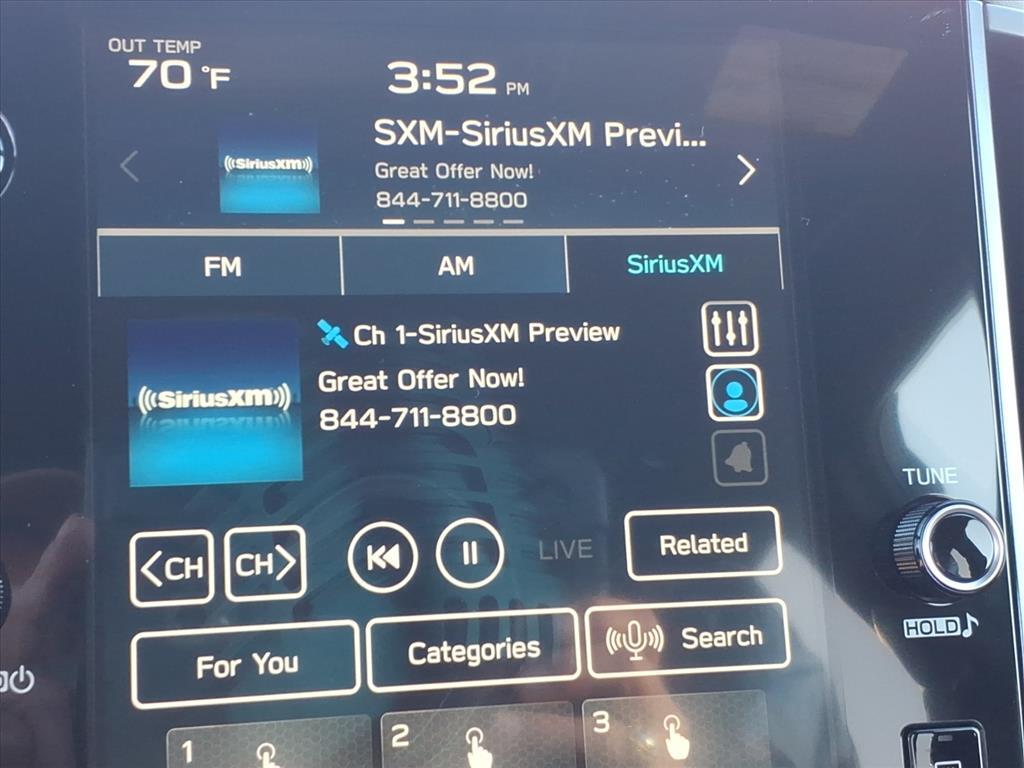 OUT TEMP
70 °F
3:52 PM
((SiriusXM))
SXM-SiriusXM Previ...
Great Offer Now!
844-711-8800
FM
AM
SiriusXM
((SiriusXM))
Ch 1-SiriusXM Preview
Great Offer Now!
844-711-8800
TUNE
<CH
CH>
LIVE
Related
HOLD
For You
Categories
Search
1
2
3